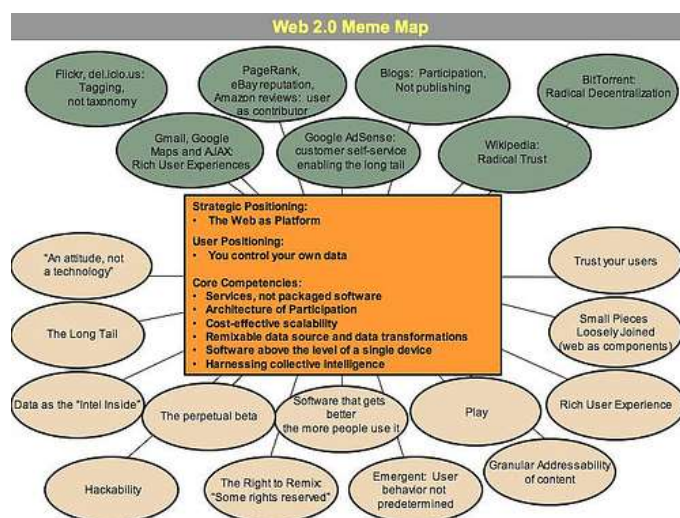 Web 2.0 Meme Map
Flickr, del.icio.us:
Tagging,
not taxonomy
PageRank,
eBay reputation,
Amazon reviews: user
as contributor
Blogs: Participation,
Not publishing
BitTorrent:
Radical Decentralization
Gmail, Google
Maps and AJAX:
Rich User Experiences
Google AdSense:
customer self-service
enabling the long tail
Wikipedia:
Radical Trust
Strategic Positioning:
• The Web as Platform
User Positioning:
• You control your own data
Core Competencies:
• Services, not packaged software
• Architecture of Participation
• Cost-effective scalability
• Remixable data source and data transformations
• Software above the level of a single device
• Harnessing collective intelligence
"An attitude, not
a technology"
Trust your users
The Long Tail
Small Pieces
Loosely Joined
(web as components)
Data as the "Intel Inside"
The perpetual beta
Software that gets
better
the more people use it
Play
Rich User Experience
Hackability
The Right to Remix:
"Some rights reserved"
Emergent: User
behavior not
predetermined
Granular Addressability
of content